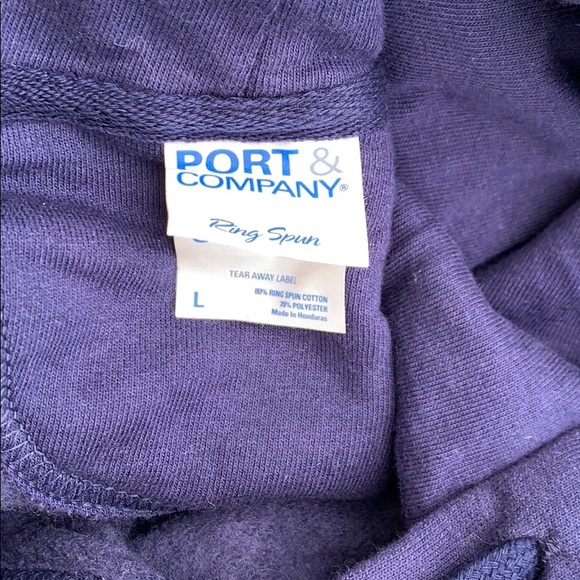 PORT &
COMPANY®
Ring Spun
TEAR AWAY LABEL
80% RING SPUN COTTON
20% POLYESTER
L
Made in Honduras